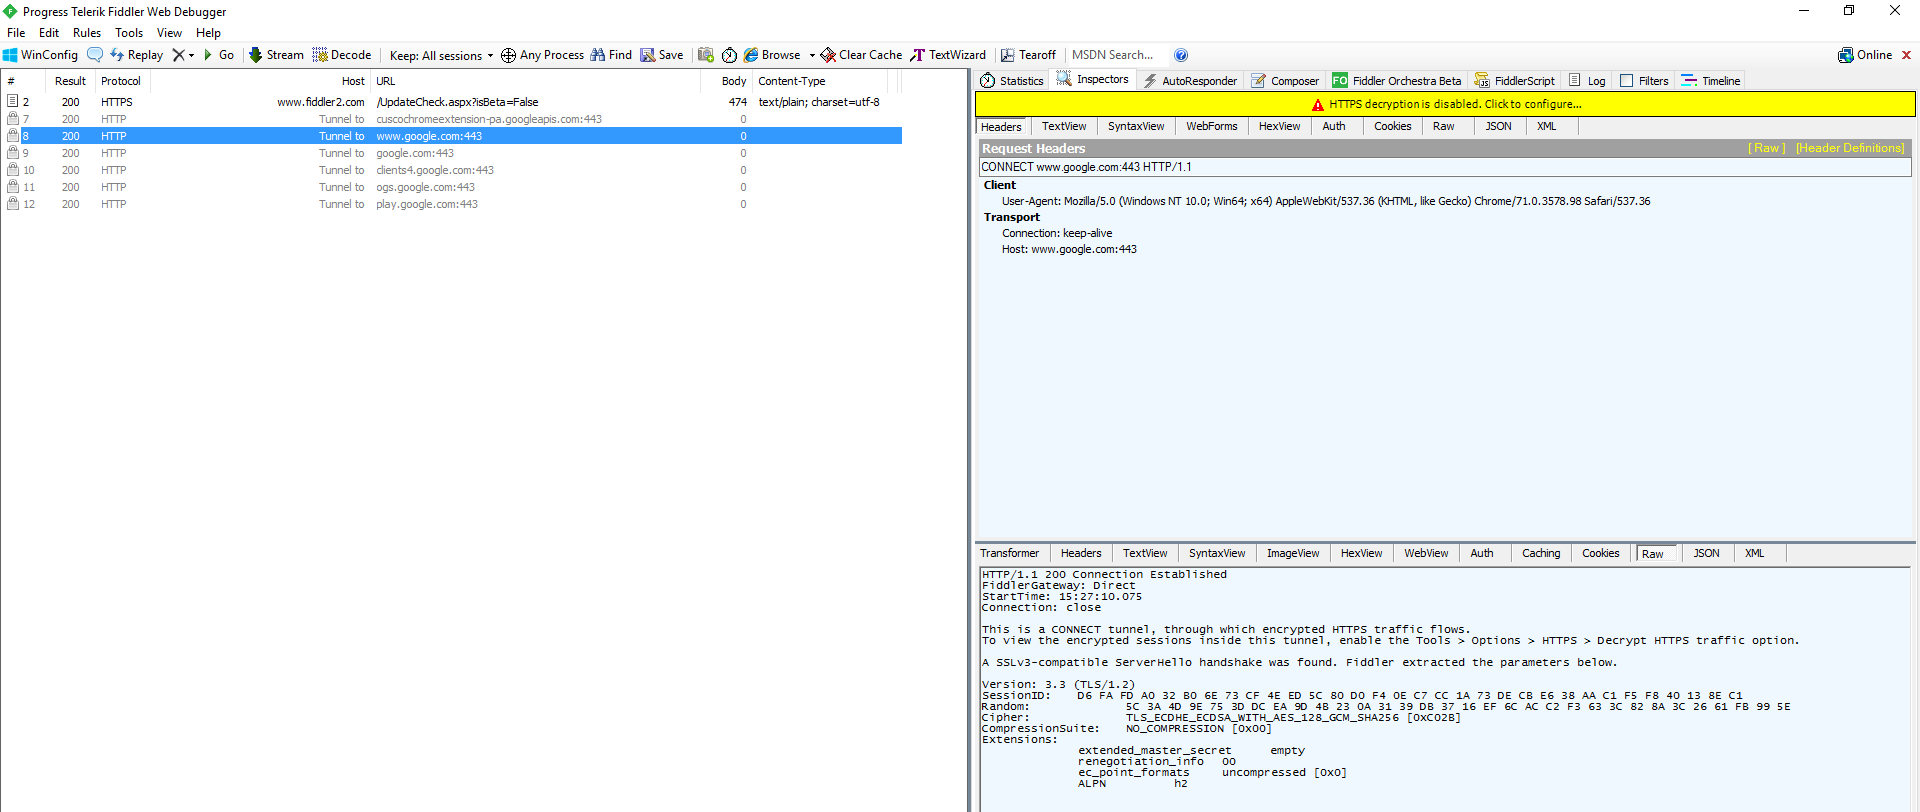 Progress Telerik Fiddler Web Debugger
File Edit Rules Tools View Help
WinConfig Replay Go Stream Decode Keep: All sessions Any Process Find Save Browse Clear Cache TextWizard Tearoff MSDN Search... Online
# Result Protocol Host URL Body Content-Type
2 200 HTTPS www.fiddler2.com /UpdateCheck.aspx?isBeta=False 474 text/plain; charset=utf-8
7 200 HTTP Tunnel to cuscochromeextension-pa.googleapis.com:443 0
8 200 HTTP Tunnel to www.google.com:443 0
9 200 HTTP Tunnel to google.com:443 0
10 200 HTTP Tunnel to clients4.google.com:443 0
11 200 HTTP Tunnel to ogs.google.com:443 0
12 200 HTTP Tunnel to play.google.com:443 0
Statistics Inspectors AutoResponder Composer FO Fiddler Orchestra Beta FiddlerScript Log Filters Timeline
HTTPS decryption is disabled. Click to configure...
Headers TextView SyntaxView WebForms HexView Auth Cookies Raw JSON XML
Request Headers [ Raw ] [Header Definitions]
CONNECT www.google.com:443 HTTP/1.1
Client
User-Agent: Mozilla/5.0 (Windows NT 10.0; Win64; x64) AppleWebKit/537.36 (KHTML, like Gecko) Chrome/71.0.3578.98 Safari/537.36
Transport
Connection: keep-alive
Host: www.google.com:443
Transformer Headers TextView SyntaxView ImageView HexView WebView Auth Caching Cookies Raw JSON XML
HTTP/1.1 200 Connection Established
FiddlerGateway: Direct
StartTime: 15:27:10.075
Connection: close
This is a CONNECT tunnel, through which encrypted HTTPS traffic flows.
To view the encrypted sessions inside this tunnel, enable the Tools > Options > HTTPS > Decrypt HTTPS traffic option.
A SSLv3-compatible ServerHello handshake was found. Fiddler extracted the parameters below.
Version: 3.3 (TLS/1.2)
SessionID: D6 FA FD A0 32 B0 6E 73 CF 4E ED 5C 80 D0 F4 0E C7 CC 1A 73 DE CB E6 38 AA C1 F5 F8 40 13 8E C1
Random: 5C 3A 4D 9E 75 3D DC EA 9D 4B 23 0A 31 39 DB 37 16 EF 6C AC C2 F3 63 3C 82 8A 3C 26 61 FB 99 5E
Cipher: TLS_ECDHE_ECDSA_WITH_AES_128_GCM_SHA256 [0xC02B]
CompressionSuite: NO_COMPRESSION [0x00]
Extensions:
extended_master_secret empty
renegotiation_info 00
ec_point_formats uncompressed [0x0]
ALPN h2